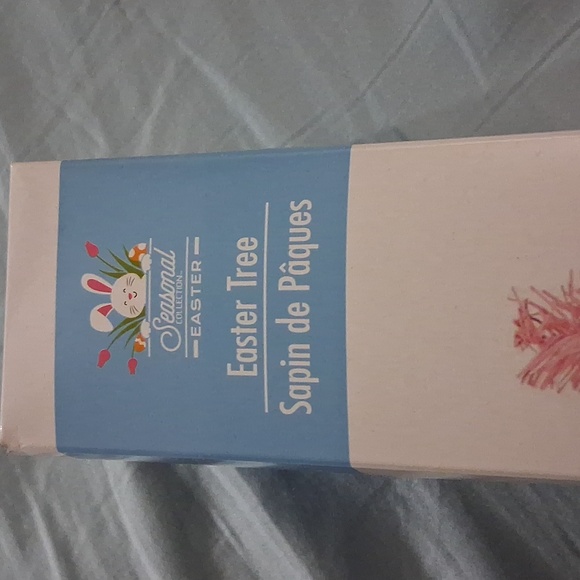 Seasonal
COLLECTION
EASTER
Easter Tree
Sapin de Pâques